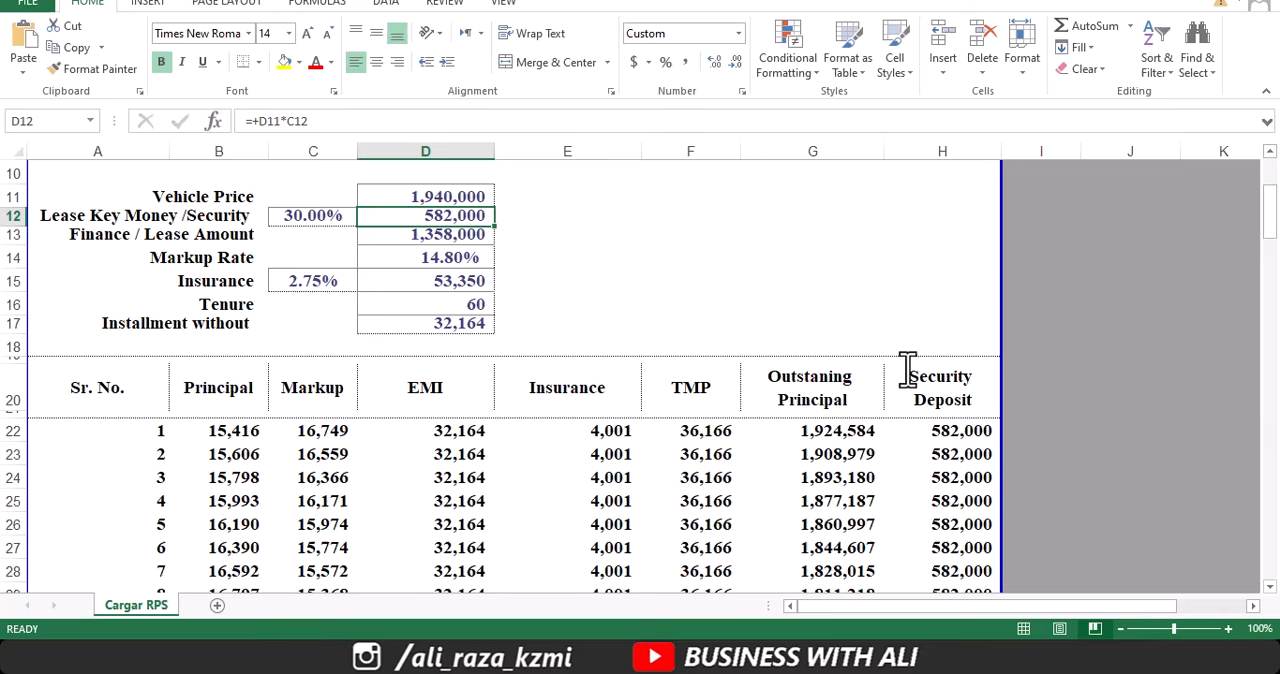 FILE HOME INSERT PAGE LAYOUT FORMULAS DATA REVIEW VIEW
Cut
Copy
Format Painter
Paste
Clipboard
Times New Roma 14
B I U
Font
Wrap Text
Merge & Center
Alignment
Custom
$ % ,
Number
Conditional Formatting
Format as Table
Cell Styles
Styles
Insert Delete Format
Cells
AutoSum
Fill
Clear
Sort & Filter
Find & Select
Editing
D12 fx =+D11*C12
A B C D E F G H I J K
10
11 Vehicle Price 1,940,000
12 Lease Key Money /Security 30.00% 582,000
13 Finance / Lease Amount 1,358,000
14 Markup Rate 14.80%
15 Insurance 2.75% 53,350
16 Tenure 60
17 Installment without 32,164
18
20 Sr. No. Principal Markup EMI Insurance TMP Outstaning Principal Security Deposit
22 1 15,416 16,749 32,164 4,001 36,166 1,924,584 582,000
23 2 15,606 16,559 32,164 4,001 36,166 1,908,979 582,000
24 3 15,798 16,366 32,164 4,001 36,166 1,893,180 582,000
25 4 15,993 16,171 32,164 4,001 36,166 1,877,187 582,000
26 5 16,190 15,974 32,164 4,001 36,166 1,860,997 582,000
27 6 16,390 15,774 32,164 4,001 36,166 1,844,607 582,000
28 7 16,592 15,572 32,164 4,001 36,166 1,828,015 582,000
Cargar RPS
READY 100%
/ali_raza_kzmi BUSINESS WITH ALI